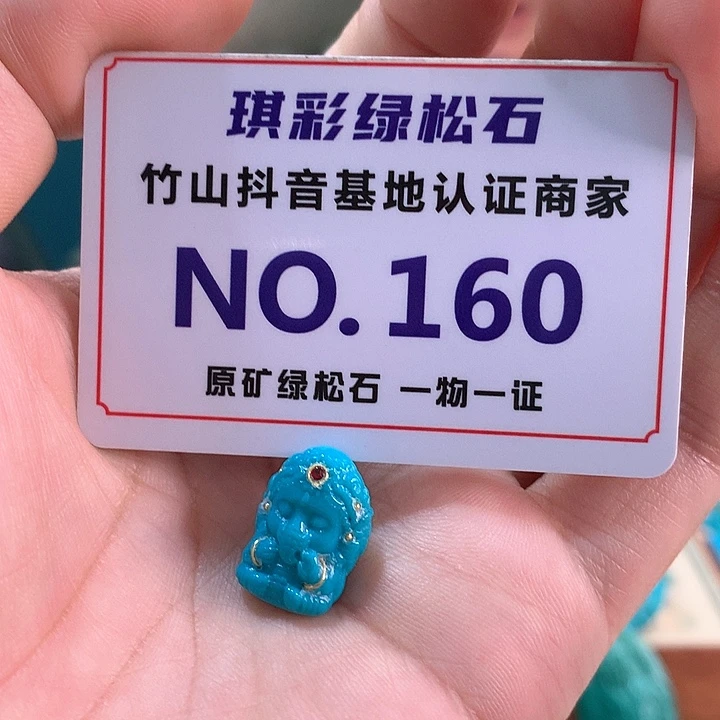 琪彩绿松石
竹山抖音基地认证商家
NO.160
原矿绿松石 一物一证